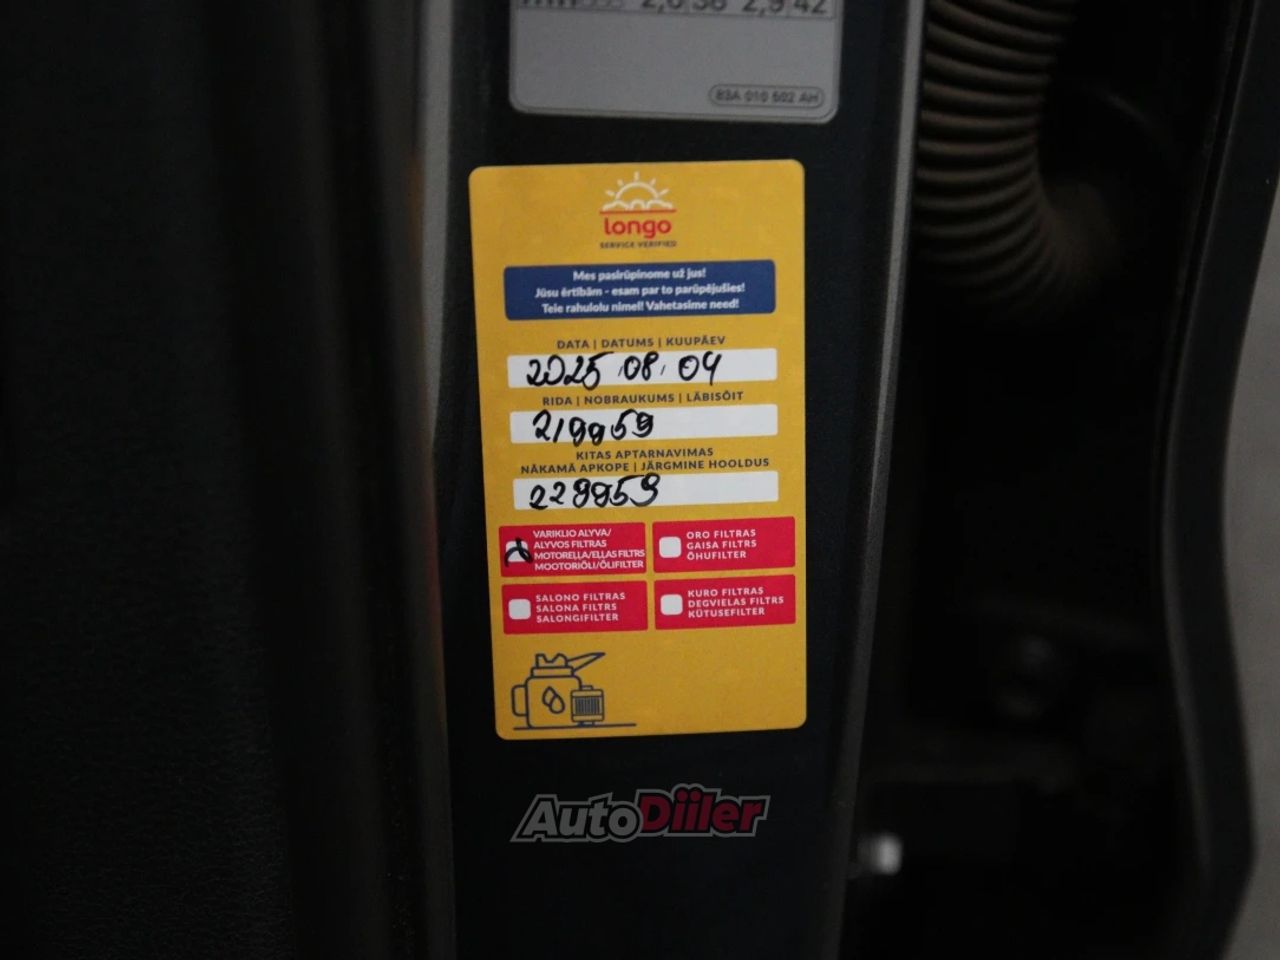 2,6/38 2,9/42
83A 010 502 AH
longo
SERVICE VERIFIED
Mes pasirūpinome už jus!
Jūsu ērtībām - esam par to parūpējušies!
Teie rahulolu nimel! Vahetasime need!
DATA | DATUMS | KUUPÄEV
2025.08.04
RIDA | NOBRAUKUMS | LÄBISÕIT
219959
KITAS APTARNAVIMAS
NĀKAMĀ APKOPE | JÄRGMINE HOOLDUS
229959
VARIKLIO ALYVA/
ALYVOS FILTRAS
MOTOREĻĻA/EĻĻAS FILTRS
MOOTORIÕLI/ÕLIFILTER
ORO FILTRAS
GAISA FILTRS
ÕHUFILTER
SALONO FILTRAS
SALONA FILTRS
SALONGIFILTER
KURO FILTRAS
DEGVIELAS FILTRS
KÜTUSEFILTER
AutoDiiler